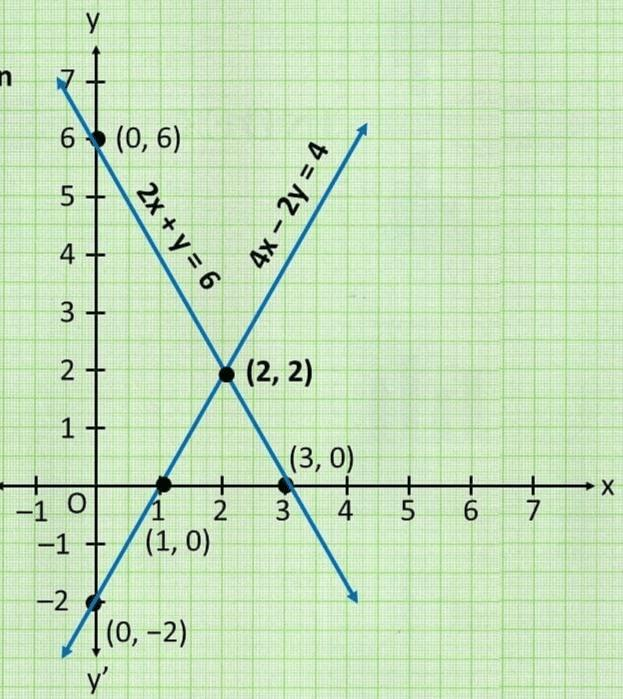 y
n
7
6 (0, 6)
2x + y = 6
4x – 2y = 4
5
4
3
2 (2, 2)
1
(3, 0)
–1 O 1 2 3 4 5 6 7 x
–1 (1, 0)
–2
(0, –2)
y’